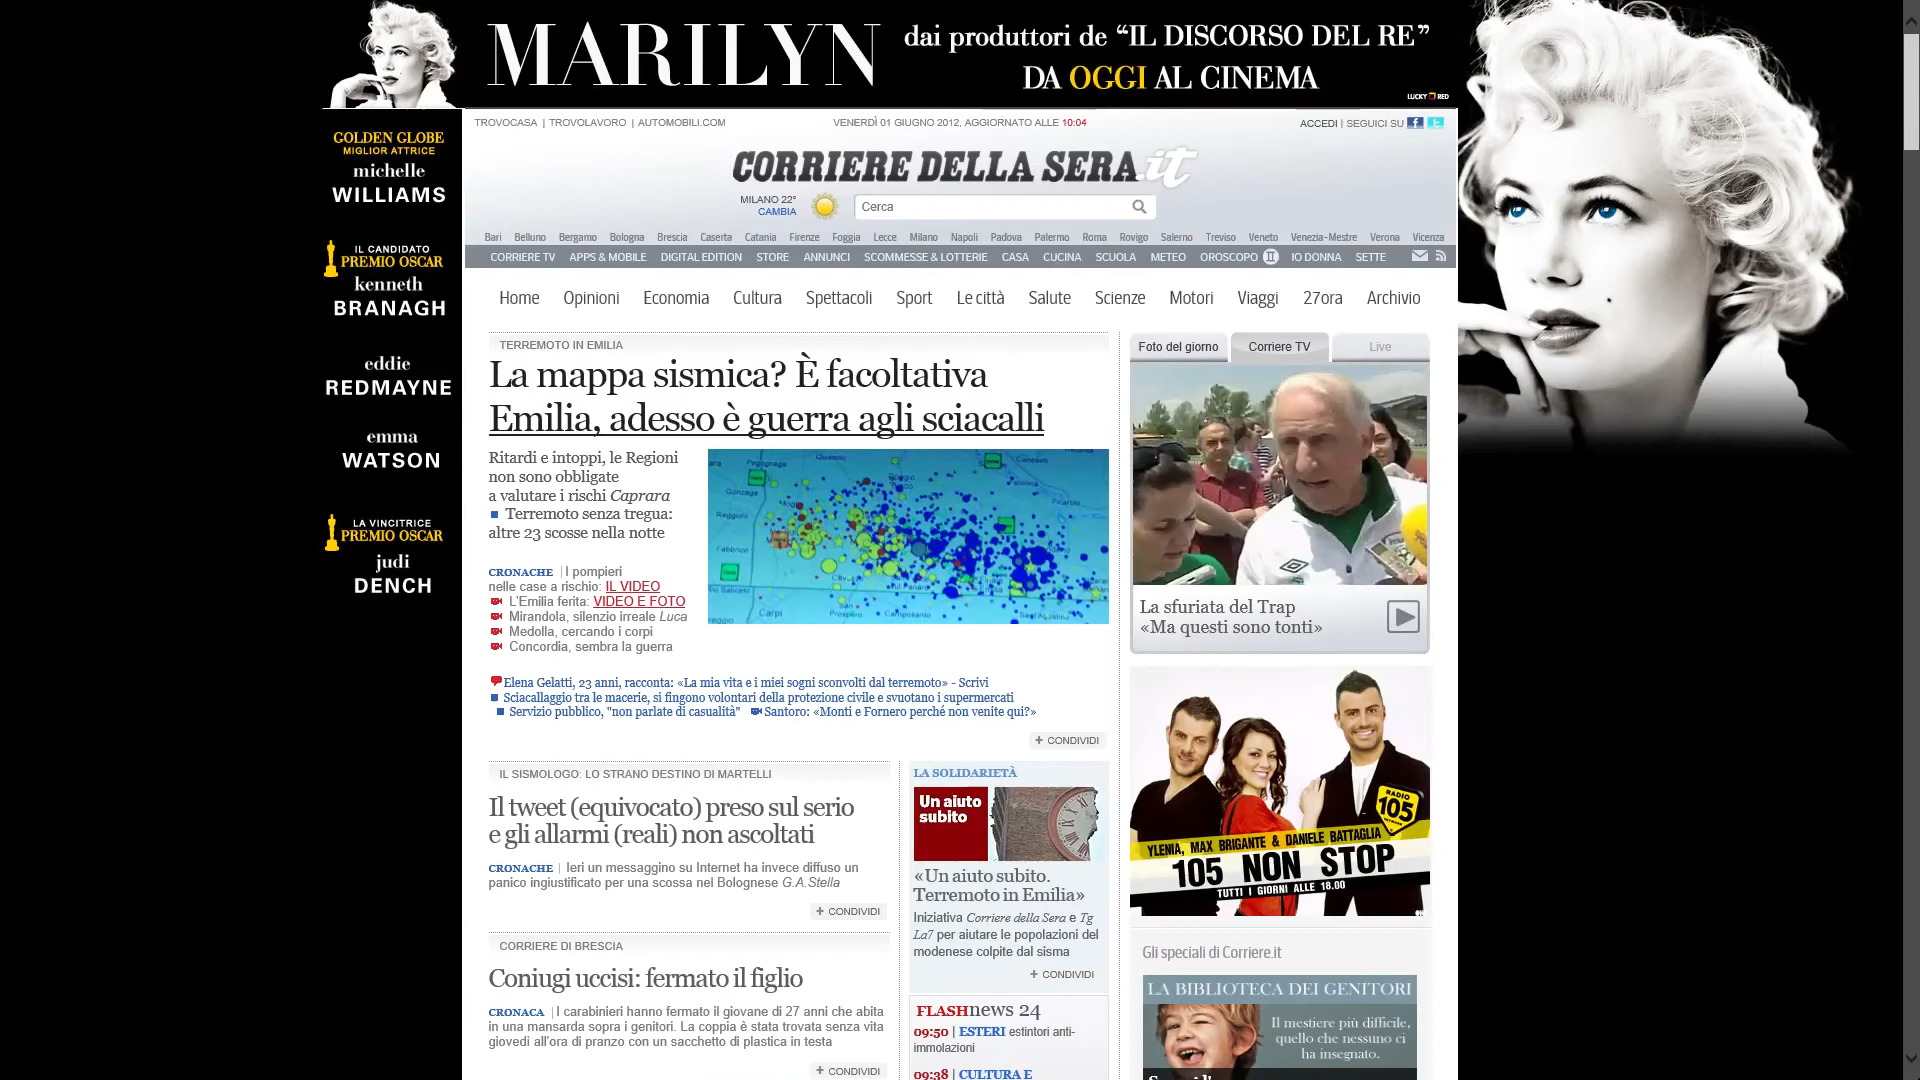 MARILYN
dai produttori de “IL DISCORSO DEL RE”
DA OGGI AL CINEMA
LUCKY RED
GOLDEN GLOBE
MIGLIOR ATTRICE
michelle
WILLIAMS
IL CANDIDATO
PREMIO OSCAR
kenneth
BRANAGH
eddie
REDMAYNE
emma
WATSON
LA VINCITRICE
PREMIO OSCAR
judi
DENCH
TROVOCASA | TROVOLAVORO | AUTOMOBILI.COM
VENERDÌ 01 GIUGNO 2012, AGGIORNATO ALLE 10:04
ACCEDI | SEGUICI SU
CORRIERE DELLA SERA.it
MILANO 22°
CAMBIA
Cerca
Bari Belluno Bergamo Bologna Brescia Caserta Catania Firenze Foggia Lecce Milano Napoli Padova Palermo Roma Rovigo Salerno Treviso Veneto Venezia-Mestre Verona Vicenza
CORRIERE TV APPS & MOBILE DIGITAL EDITION STORE ANNUNCI SCOMMESSE & LOTTERIE CASA CUCINA SCUOLA METEO OROSCOPO IO DONNA SETTE
Home Opinioni Economia Cultura Spettacoli Sport Le città Salute Scienze Motori Viaggi 27ora Archivio
TERREMOTO IN EMILIA
La mappa sismica? È facoltativa
Emilia, adesso è guerra agli sciacalli
Ritardi e intoppi, le Regioni
non sono obbligate
a valutare i rischi Caprara
Terremoto senza tregua:
altre 23 scosse nella notte
CRONACHE | I pompieri
nelle case a rischio: IL VIDEO
L'Emilia ferita: VIDEO E FOTO
Mirandola, silenzio irreale Luca
Medolla, cercando i corpi
Concordia, sembra la guerra
Carpi
Elena Gelatti, 23 anni, racconta: «La mia vita e i miei sogni sconvolti dal terremoto» - Scrivi
Sciacallaggio tra le macerie, si fingono volontari della protezione civile e svuotano i supermercati
Servizio pubblico, "non parlate di casualità" Santoro: «Monti e Fornero perché non venite qui?»
+ CONDIVIDI
IL SISMOLOGO: LO STRANO DESTINO DI MARTELLI
Il tweet (equivocato) preso sul serio
e gli allarmi (reali) non ascoltati
CRONACHE | Ieri un messaggino su Internet ha invece diffuso un
panico ingiustificato per una scossa nel Bolognese G.A.Stella
+ CONDIVIDI
CORRIERE DI BRESCIA
Coniugi uccisi: fermato il figlio
CRONACA | I carabinieri hanno fermato il giovane di 27 anni che abita
in una mansarda sopra i genitori. La coppia è stata trovata senza vita
giovedì all'ora di pranzo con un sacchetto di plastica in testa
+ CONDIVIDI
LA SOLIDARIETÀ
Un aiuto
subito
«Un aiuto subito.
Terremoto in Emilia»
Iniziativa Corriere della Sera e Tg
La7 per aiutare le popolazioni del
modenese colpite dal sisma
+ CONDIVIDI
FLASHnews 24
09:50 | ESTERI estintori anti-
immolazioni
09:38 | CULTURA E
Foto del giorno Corriere TV Live
La sfuriata del Trap
«Ma questi sono tonti»
RADIO
105
NETWORK
YLENIA, MAX BRIGANTE & DANIELE BATTAGLIA
105 NON STOP
TUTTI I GIORNI ALLE 18.00
Gli speciali di Corriere.it
LA BIBLIOTECA DEI GENITORI
Il mestiere più difficile,
quello che nessuno ci
ha insegnato.